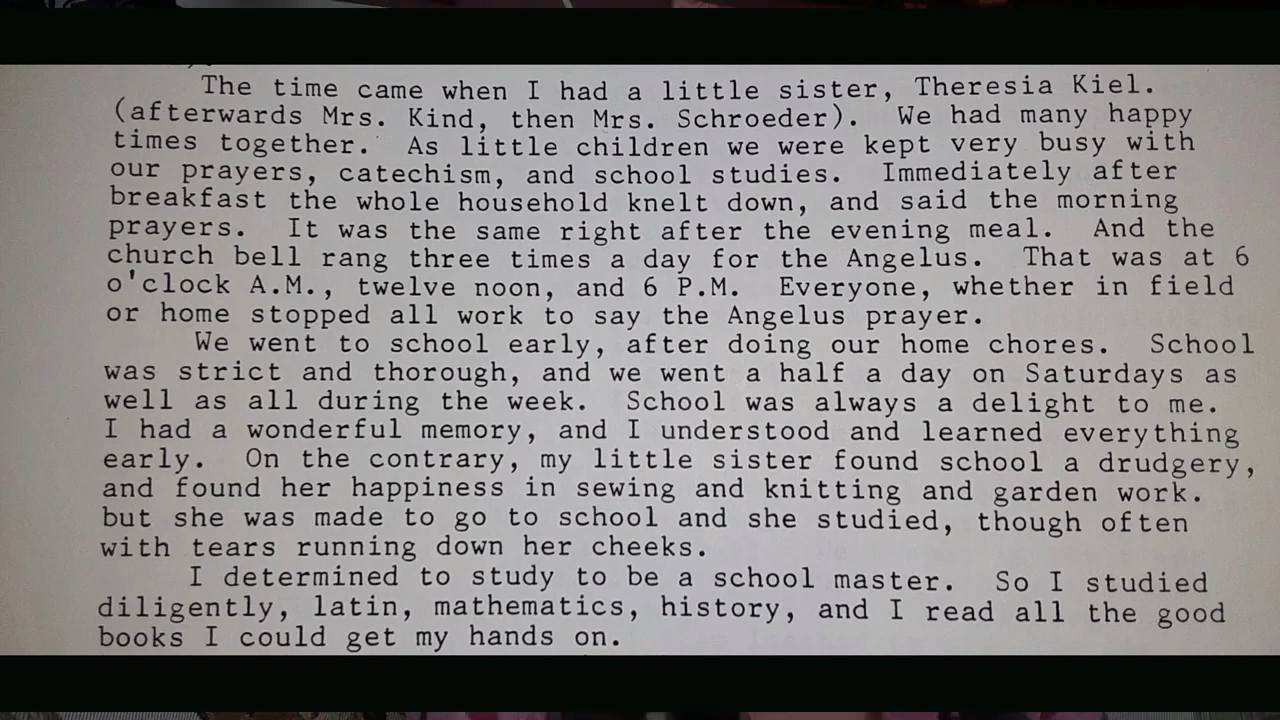 The time came when I had a little sister, Theresia Kiel.
(afterwards Mrs. Kind, then Mrs. Schroeder). We had many happy
times together. As little children we were kept very busy with
our prayers, catechism, and school studies. Immediately after
breakfast the whole household knelt down, and said the morning
prayers. It was the same right after the evening meal. And the
church bell rang three times a day for the Angelus. That was at 6
o'clock A.M., twelve noon, and 6 P.M. Everyone, whether in field
or home stopped all work to say the Angelus prayer.
We went to school early, after doing our home chores. School
was strict and thorough, and we went a half a day on Saturdays as
well as all during the week. School was always a delight to me.
I had a wonderful memory, and I understood and learned everything
early. On the contrary, my little sister found school a drudgery,
and found her happiness in sewing and knitting and garden work.
but she was made to go to school and she studied, though often
with tears running down her cheeks.
I determined to study to be a school master. So I studied
diligently, latin, mathematics, history, and I read all the good
books I could get my hands on.